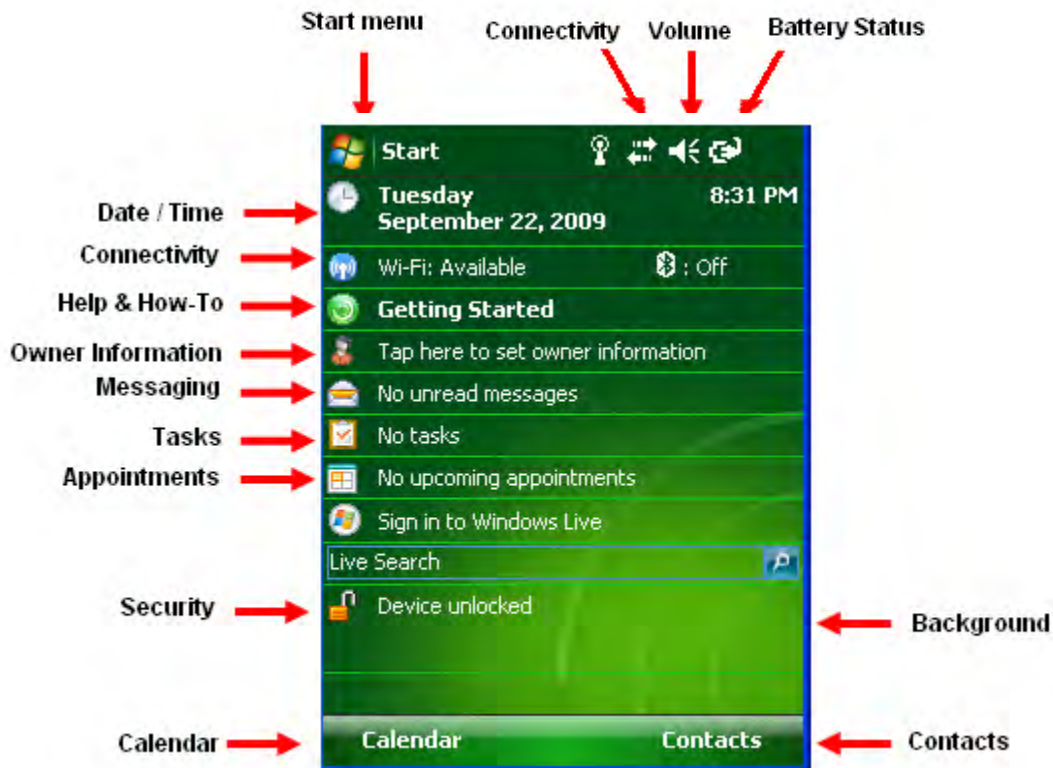 Start menu
Connectivity
Volume
Battery Status
Start
Date / Time
Tuesday
8:31 PM
September 22, 2009
Connectivity
Wi-Fi: Available
: Off
Help & How-To
Getting Started
Owner Information
Tap here to set owner information
Messaging
No unread messages
Tasks
No tasks
Appointments
No upcoming appointments
Sign in to Windows Live
Live Search
Security
Device unlocked
Background
Calendar
Calendar
Contacts
Contacts